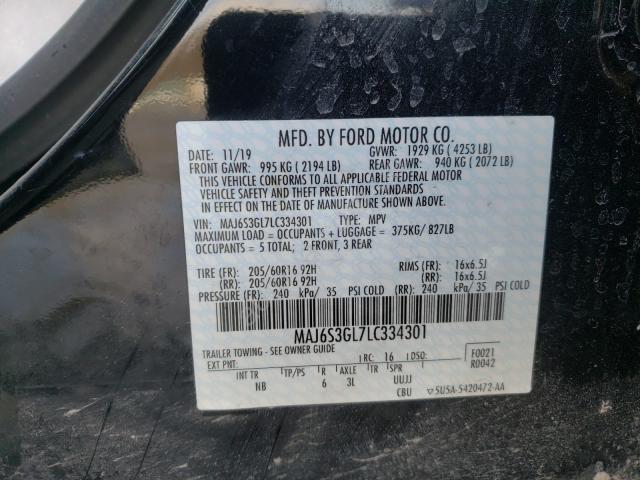 MFD. BY FORD MOTOR CO.
DATE: 11/19 GVWR: 1929 KG ( 4253 LB)
FRONT GAWR: 995 KG ( 2194 LB) REAR GAWR: 940 KG ( 2072 LB)
THIS VEHICLE CONFORMS TO ALL APPLICABLE FEDERAL MOTOR
VEHICLE SAFETY AND THEFT PREVENTION STANDARDS
IN EFFECT ON THE DATE OF MANUFACTURE SHOWN ABOVE.
VIN: MAJ6S3GL7LC334301 TYPE: MPV
MAXIMUM LOAD = OCCUPANTS + LUGGAGE = 375KG/ 827LB
OCCUPANTS = 5 TOTAL; 2 FRONT, 3 REAR
TIRE (FR): 205/60R16 92H RIMS (FR): 16x6.5J
(RR): 205/60R16 92H (RR): 16x6.5J
PRESSURE (FR): 240 kPa/ 35 PSI COLD (RR): 240 kPa/ 35 PSI COLD
MAJ6S3GL7LC334301
TRAILER TOWING - SEE OWNER GUIDE
EXT PNT: RC: 16 DSO: F0021
R0042
INT TR TP/PS R AXLE TR SPR
NB 6 3L UUJJ
CBU 5U5A-5420472-AA